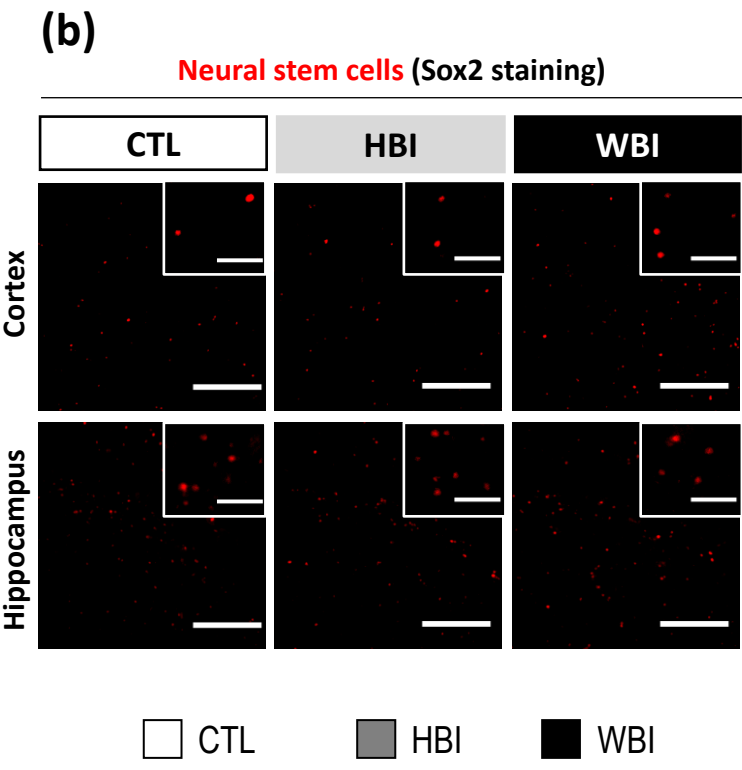 (b)
Neural stem cells (Sox2 staining)
CTL
HBI
WBI
Cortex
Hippocampus
CTL
HBI
WBI